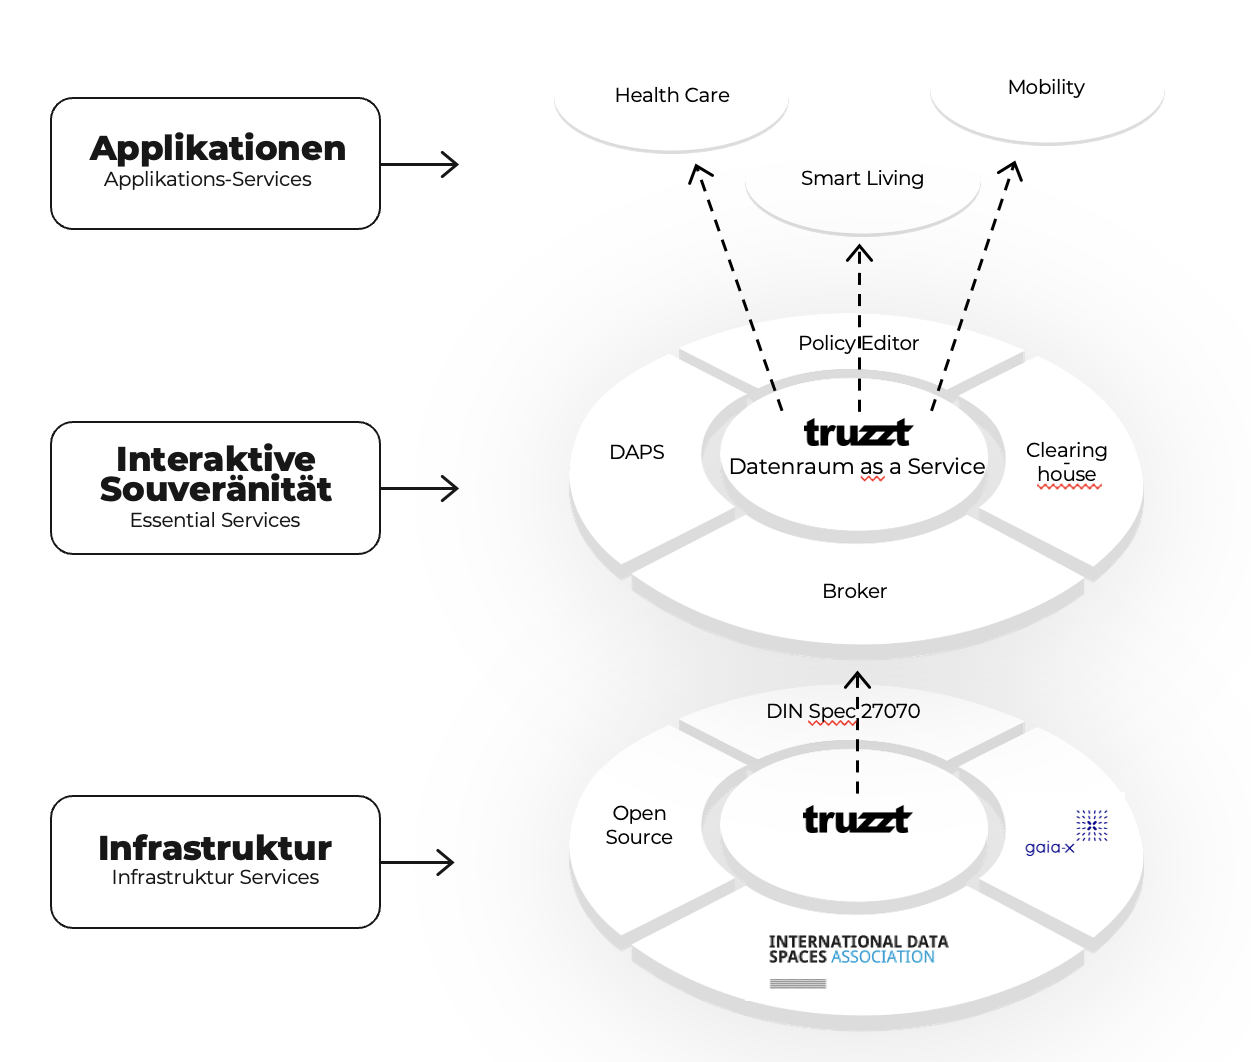 Applikationen
Applikations-Services
Health Care
Mobility
Smart Living
Interaktive
Souveränität
Essential Services
Policy Editor
DAPS
truzzt
Datenraum as a Service
Clearing
-
house
Broker
Infrastruktur
Infrastruktur Services
DIN Spec 27070
Open
Source
truzzt
gaia-x
INTERNATIONAL DATA
SPACES ASSOCIATION